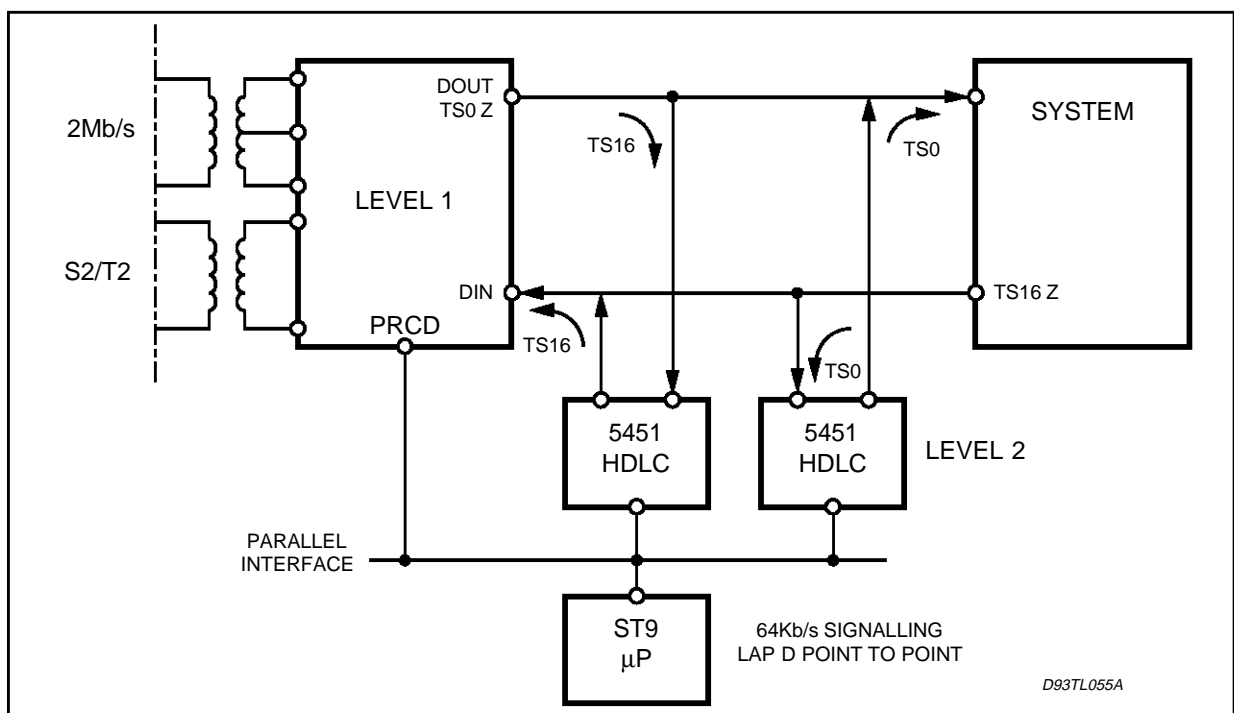 2Mb/s
S2/T2
LEVEL 1
DOUT
TS0 Z
DIN
PRCD
TS16
TS0
SYSTEM
TS16 Z
TS16
TS0
5451
HDLC
5451
HDLC
LEVEL 2
PARALLEL
INTERFACE
ST9
µP
64Kb/s SIGNALLING
LAP D POINT TO POINT
D93TL055A